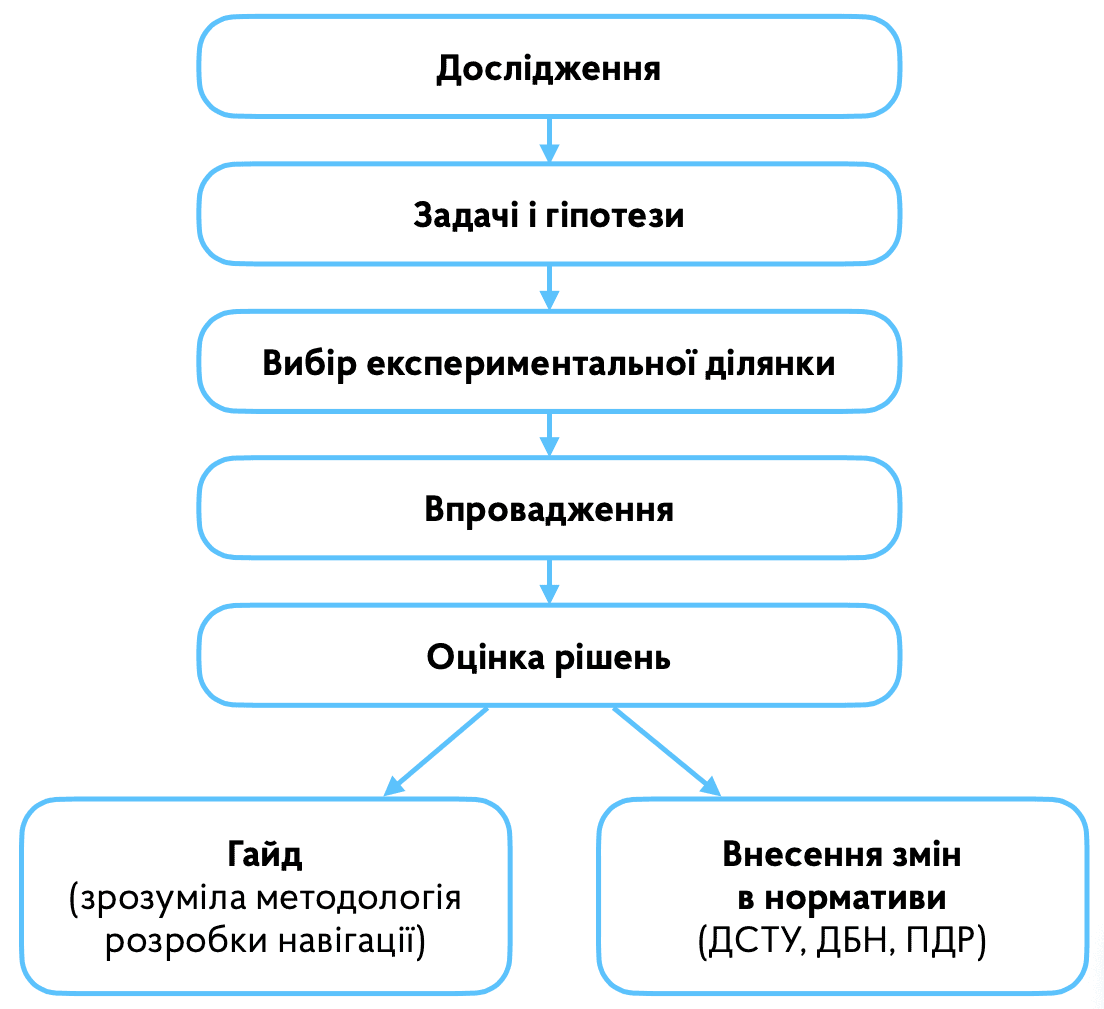 Дослідження
Задачі і гіпотези
Вибір експериментальної ділянки
Впровадження
Оцінка рішень
Гайд
(зрозуміла методологія
розробки навігації)
Внесення змін
в нормативи
(ДСТУ, ДБН, ПДР)